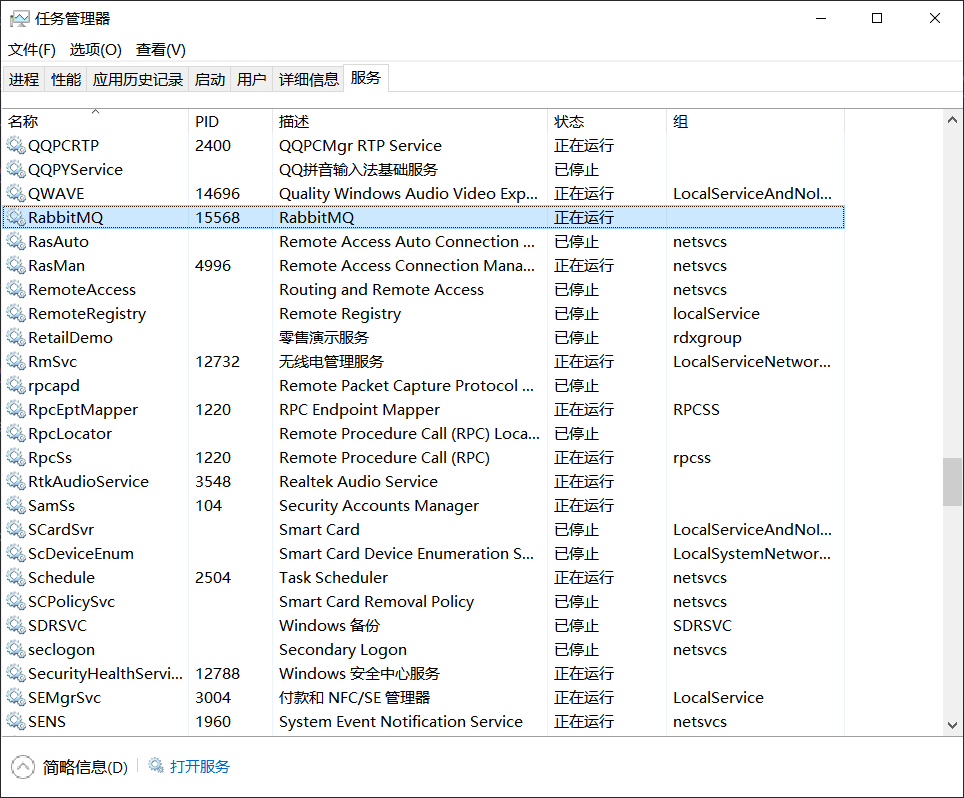 任务管理器
文件(F) 选项(O) 查看(V)
进程 性能 应用历史记录 启动 用户 详细信息 服务
名称 PID 描述 状态 组
QQPCRTP 2400 QQPCMgr RTP Service 正在运行
QQPYService QQ拼音输入法基础服务 已停止
QWAVE 14696 Quality Windows Audio Video Exp... 正在运行 LocalServiceAndNoI...
RabbitMQ 15568 RabbitMQ 正在运行
RasAuto Remote Access Auto Connection ... 已停止 netsvcs
RasMan 4996 Remote Access Connection Mana... 正在运行 netsvcs
RemoteAccess Routing and Remote Access 已停止 netsvcs
RemoteRegistry Remote Registry 已停止 localService
RetailDemo 零售演示服务 已停止 rdxgroup
RmSvc 12732 无线电管理服务 正在运行 LocalServiceNetwor...
rpcapd Remote Packet Capture Protocol ... 已停止
RpcEptMapper 1220 RPC Endpoint Mapper 正在运行 RPCSS
RpcLocator Remote Procedure Call (RPC) Loca... 已停止
RpcSs 1220 Remote Procedure Call (RPC) 正在运行 rpcss
RtkAudioService 3548 Realtek Audio Service 正在运行
SamSs 104 Security Accounts Manager 正在运行
SCardSvr Smart Card 已停止 LocalServiceAndNoI...
ScDeviceEnum Smart Card Device Enumeration S... 已停止 LocalSystemNetwor...
Schedule 2504 Task Scheduler 正在运行 netsvcs
SCPolicySvc Smart Card Removal Policy 已停止 netsvcs
SDRSVC Windows 备份 已停止 SDRSVC
seclogon Secondary Logon 已停止 netsvcs
SecurityHealthServi... 12788 Windows 安全中心服务 正在运行
SEMgrSvc 3004 付款和 NFC/SE 管理器 正在运行 LocalService
SENS 1960 System Event Notification Service 正在运行 netsvcs
简略信息(D) 打开服务